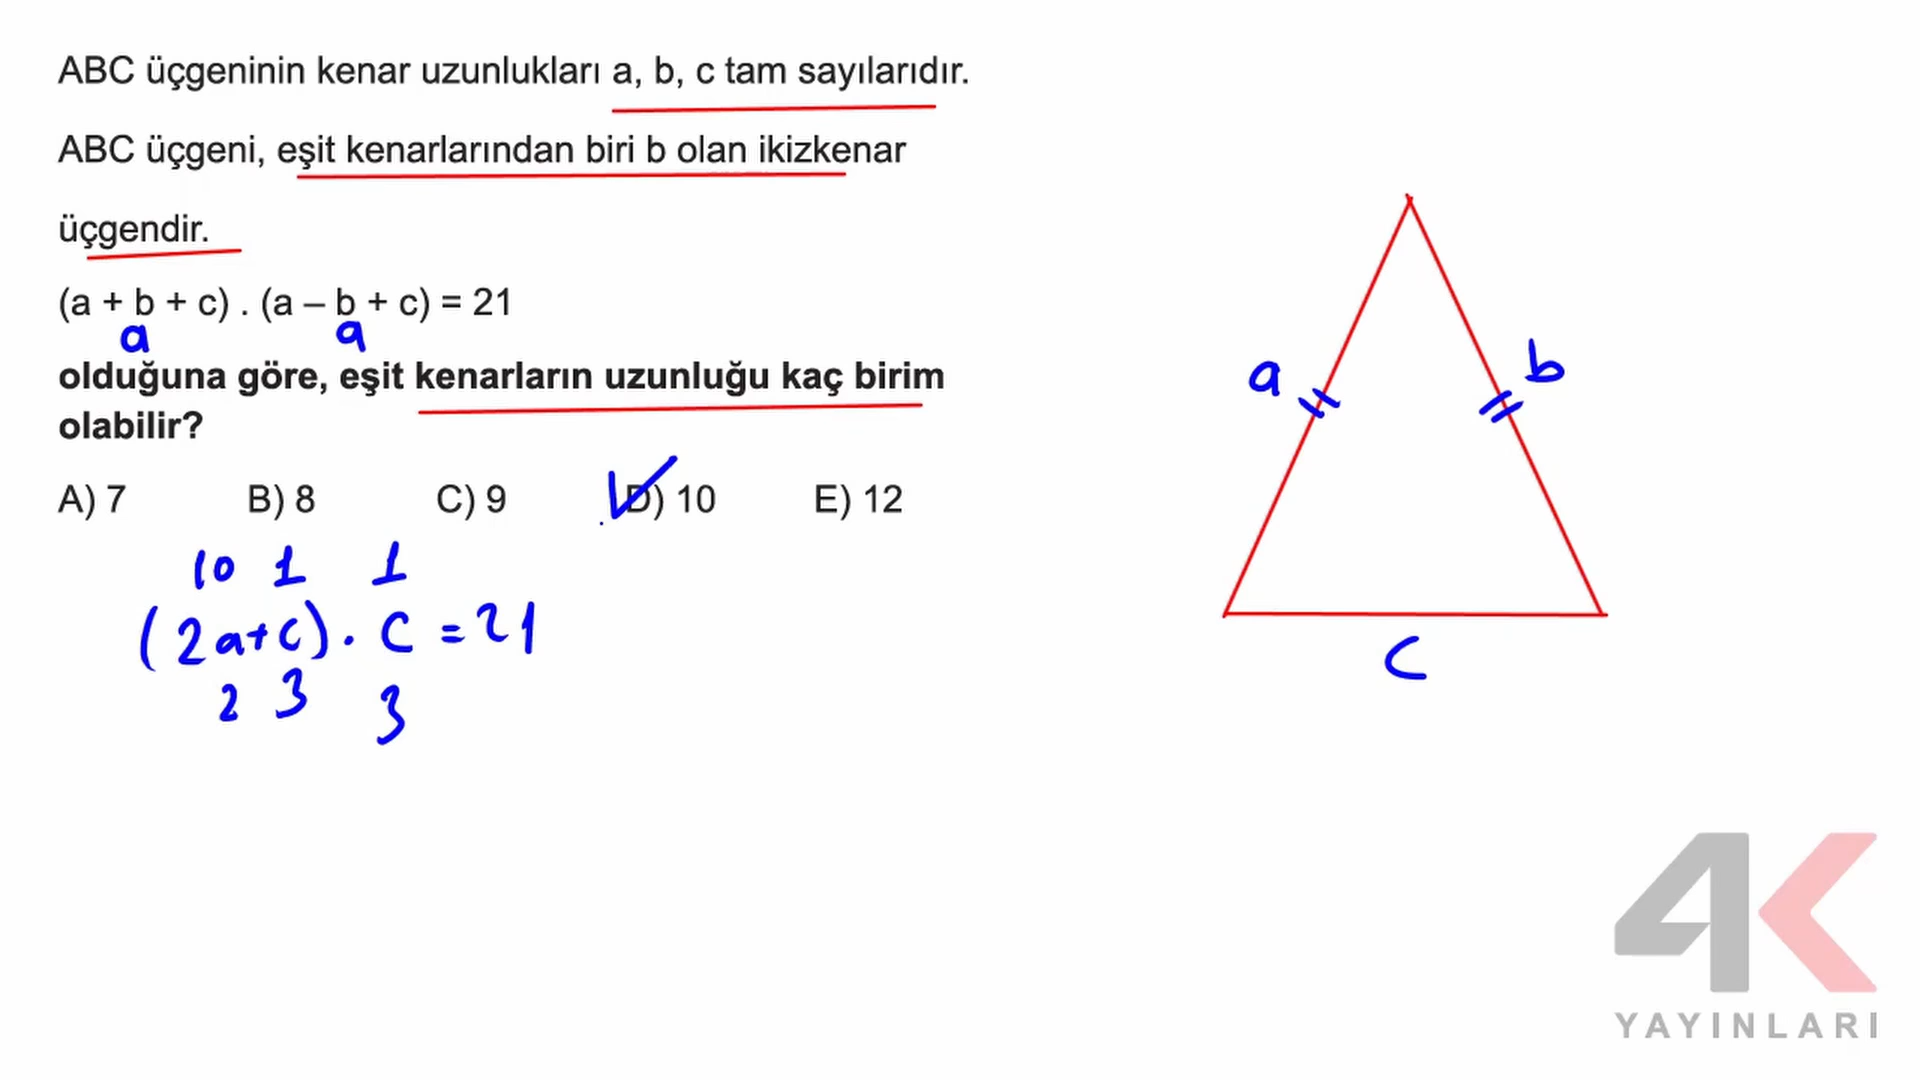 ABC üçgeninin kenar uzunlukları a, b, c tam sayılarıdır.
ABC üçgeni, eşit kenarlarından biri b olan ikizkenar
üçgendir.
(a + b + c) . (a – b + c) = 21
a a
olduğuna göre, eşit kenarların uzunluğu kaç birim
olabilir?
A) 7 B) 8 C) 9 D) 10 E) 12
10 1 1
(2a+c) . c = 21
2 3 3
a b
c
4K
YAYINLARI